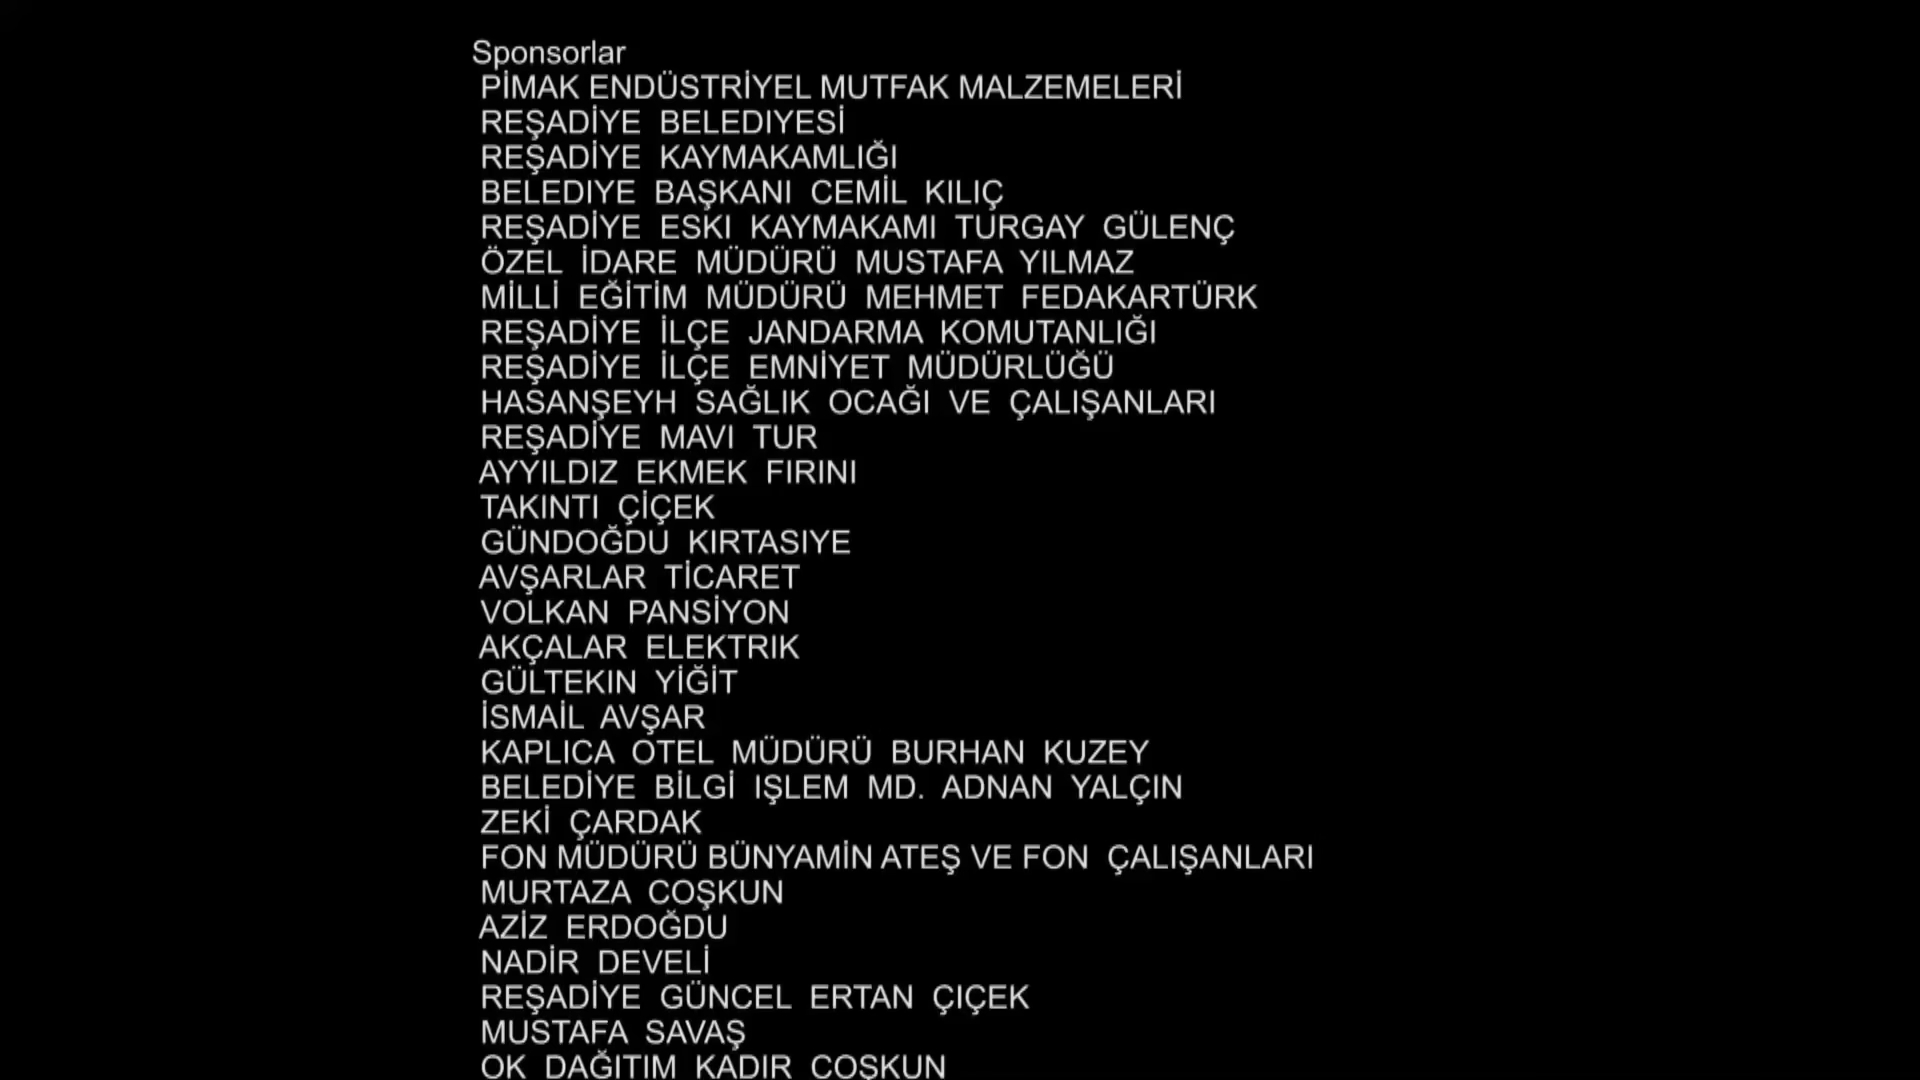 Sponsorlar
PİMAK ENDÜSTRİYEL MUTFAK MALZEMELERİ
REŞADİYE BELEDIYESİ
REŞADİYE KAYMAKAMLIĞI
BELEDIYE BAŞKANI CEMİL KILIÇ
REŞADİYE ESKI KAYMAKAMI TURGAY GÜLENÇ
ÖZEL İDARE MÜDÜRÜ MUSTAFA YILMAZ
MİLLİ EĞİTİM MÜDÜRÜ MEHMET FEDAKARTÜRK
REŞADİYE İLÇE JANDARMA KOMUTANLIĞI
REŞADİYE İLÇE EMNİYET MÜDÜRLÜĞÜ
HASANŞEYH SAĞLIK OCAĞI VE ÇALIŞANLARI
REŞADİYE MAVI TUR
AYYILDIZ EKMEK FIRINI
TAKINTI ÇİÇEK
GÜNDOĞDU KIRTASIYE
AVŞARLAR TİCARET
VOLKAN PANSİYON
AKÇALAR ELEKTRIK
GÜLTEKIN YİĞİT
İSMAİL AVŞAR
KAPLICA OTEL MÜDÜRÜ BURHAN KUZEY
BELEDİYE BİLGİ IŞLEM MD. ADNAN YALÇIN
ZEKİ ÇARDAK
FON MÜDÜRÜ BÜNYAMİN ATEŞ VE FON ÇALIŞANLARI
MURTAZA COŞKUN
AZİZ ERDOĞDU
NADİR DEVELİ
REŞADİYE GÜNCEL ERTAN ÇIÇEK
MUSTAFA SAVAŞ
OK DAĞITIM KADIR COŞKUN